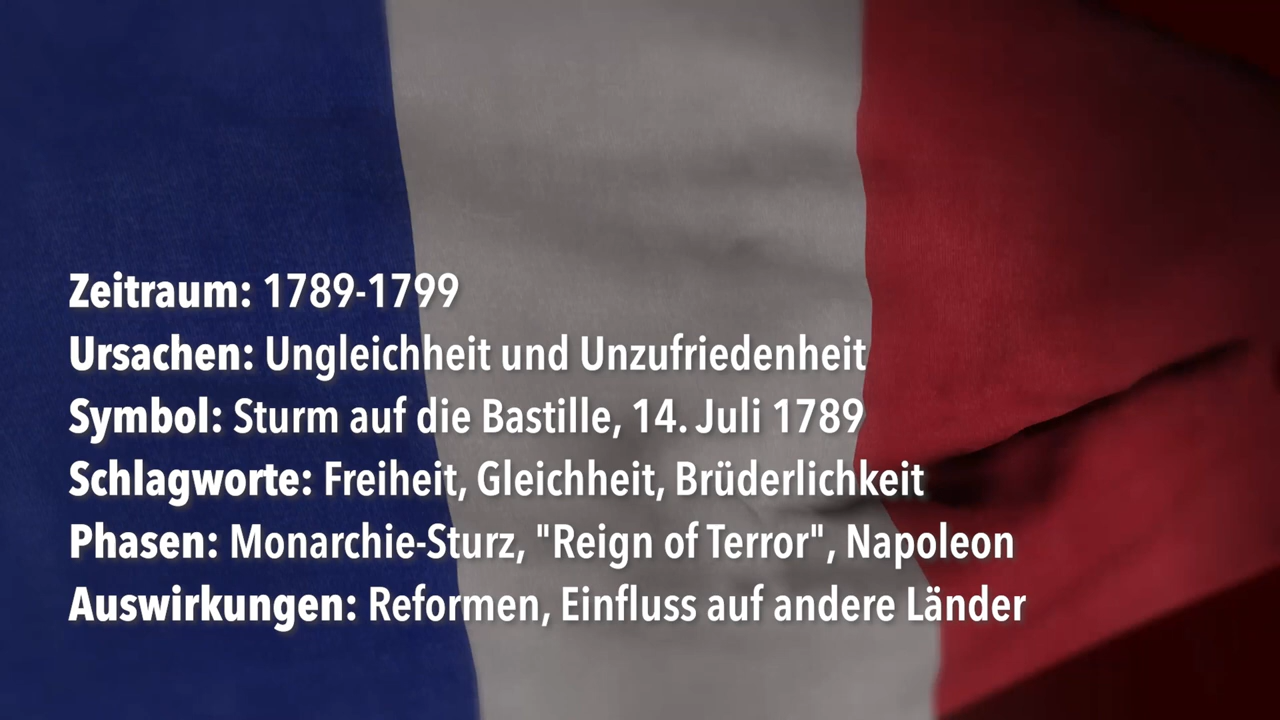 Zeitraum: 1789-1799
Ursachen: Ungleichheit und Unzufriedenheit
Symbol: Sturm auf die Bastille, 14. Juli 1789
Schlagworte: Freiheit, Gleichheit, Brüderlichkeit
Phasen: Monarchie-Sturz, "Reign of Terror", Napoleon
Auswirkungen: Reformen, Einfluss auf andere Länder